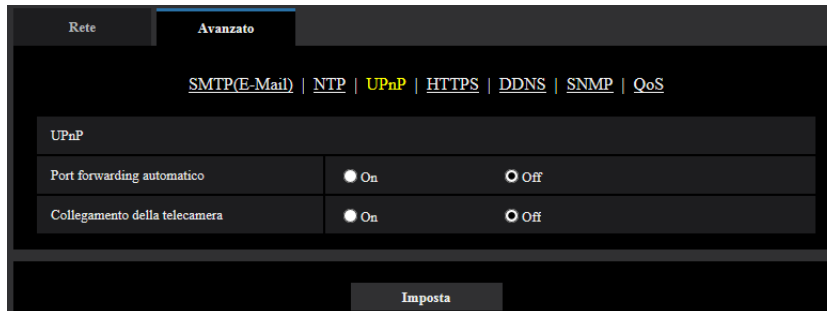 Rete Avanzato
SMTP(E-Mail) | NTP | UPnP | HTTPS | DDNS | SNMP | QoS
UPnP
Port forwarding automatico On Off
Collegamento della telecamera On Off
Imposta